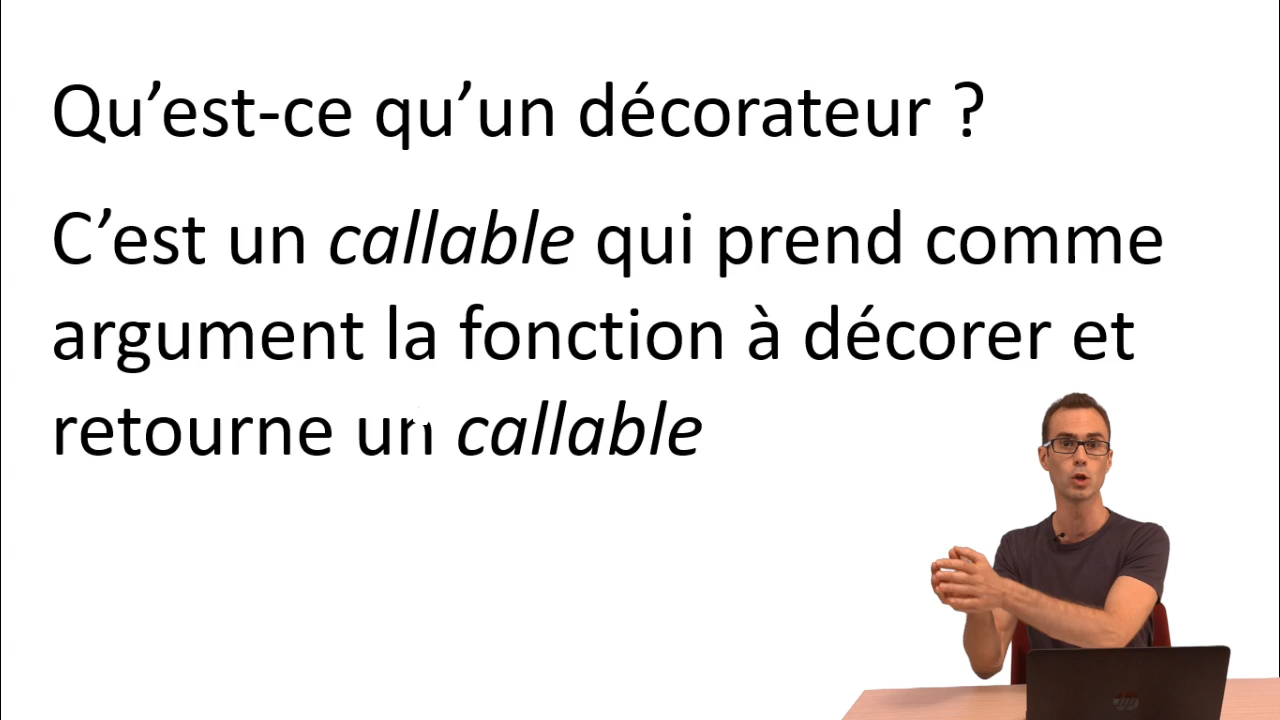 Qu’est-ce qu’un décorateur ?
C’est un callable qui prend comme
argument la fonction à décorer et
retourne un callable
hp